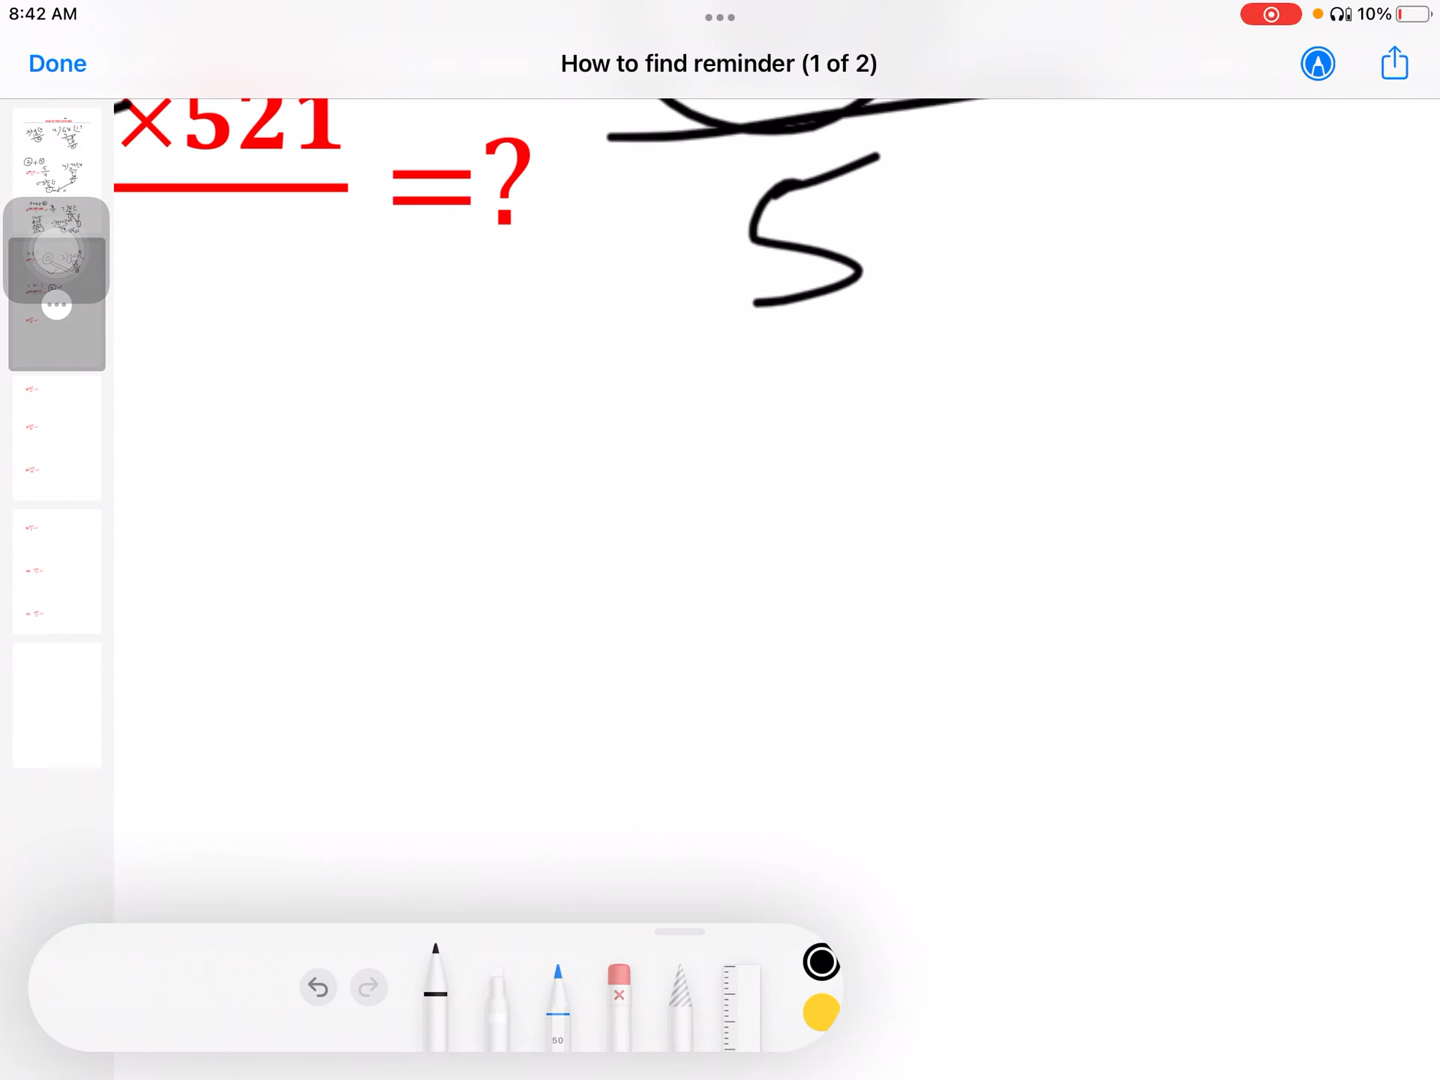 8:42 AM
10%
Done
How to find reminder (1 of 2)
×521
=?
5
50